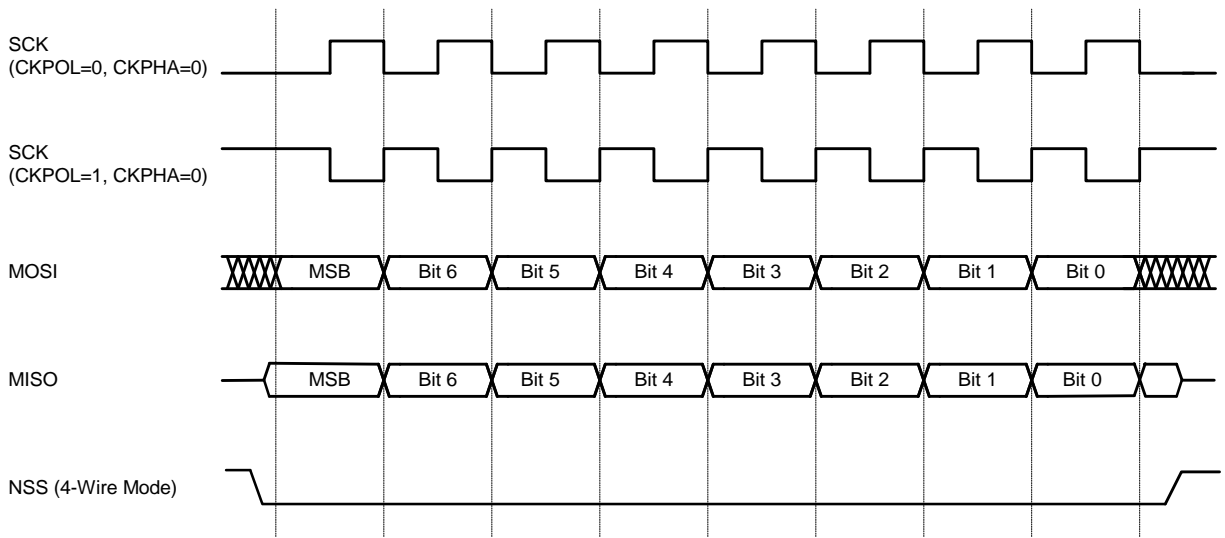 SCK
(CKPOL=0, CKPHA=0)
SCK
(CKPOL=1, CKPHA=0)
MOSI
MSB Bit 6 Bit 5 Bit 4 Bit 3 Bit 2 Bit 1 Bit 0
MISO
MSB Bit 6 Bit 5 Bit 4 Bit 3 Bit 2 Bit 1 Bit 0
NSS (4-Wire Mode)